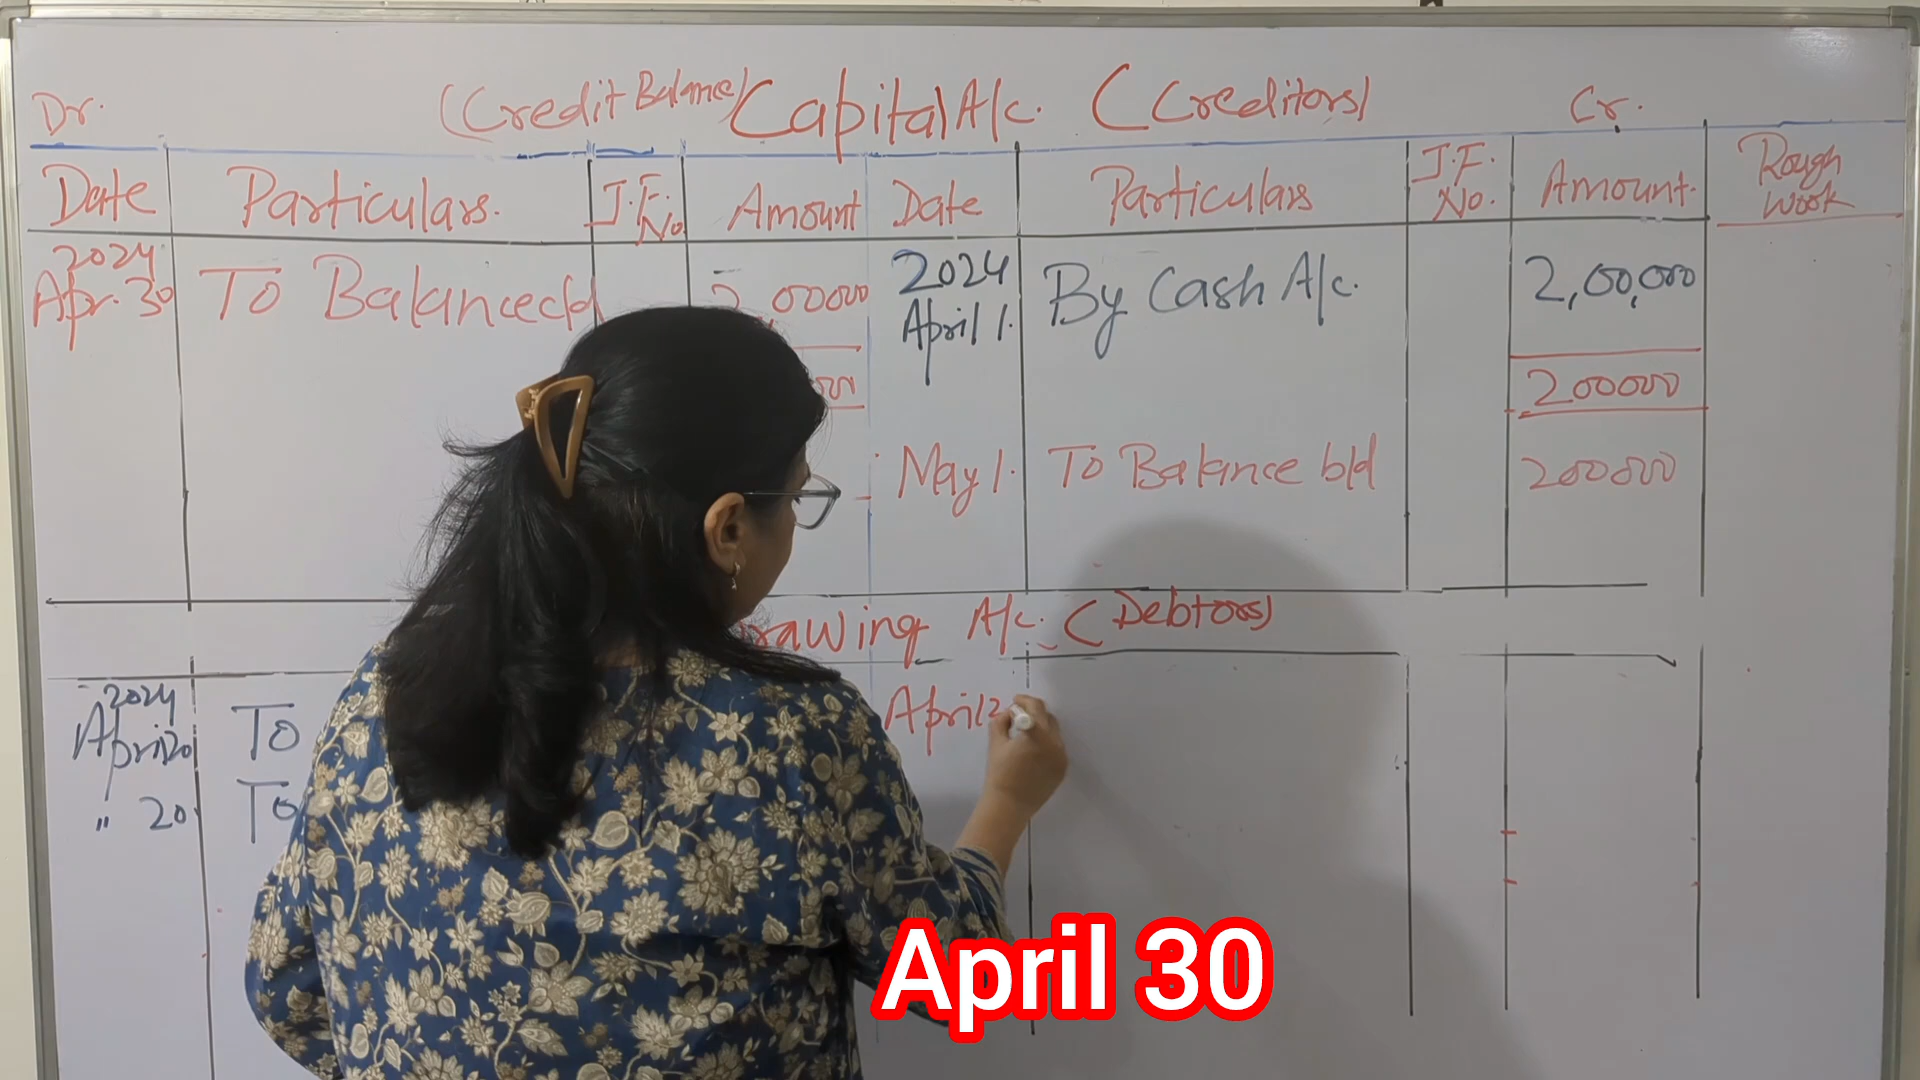 Dr. (Credit Balance) Capital A/c. (Creditors) Cr.
Date Particulars. J.F. No. Amount Date Particulars J.F. No. Amount. Rough Work
2024 Apr. 30 To Balance c/d 2,00000 2024 April 1. By Cash A/c. 2,00,000
200000
May 1. To Balance b/d 200000
A/c. (Debtors)
2024 April 20 To April
" 20 To
April 30